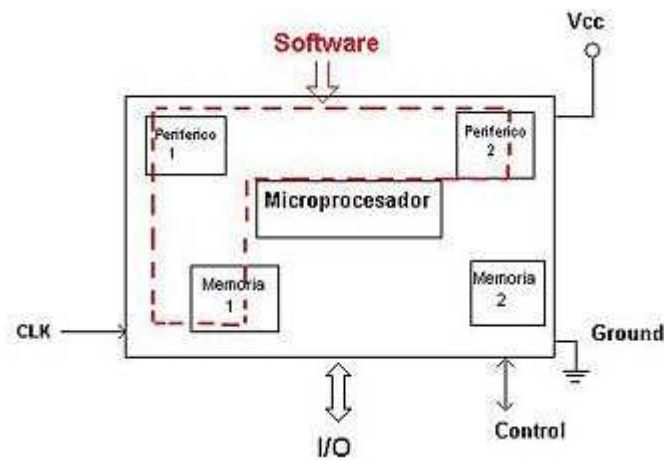 Vcc
Software
Periferico
1
Periferico
2
Microprocesador
Memoria
1
Memoria
2
CLK
Ground
Control
I/O